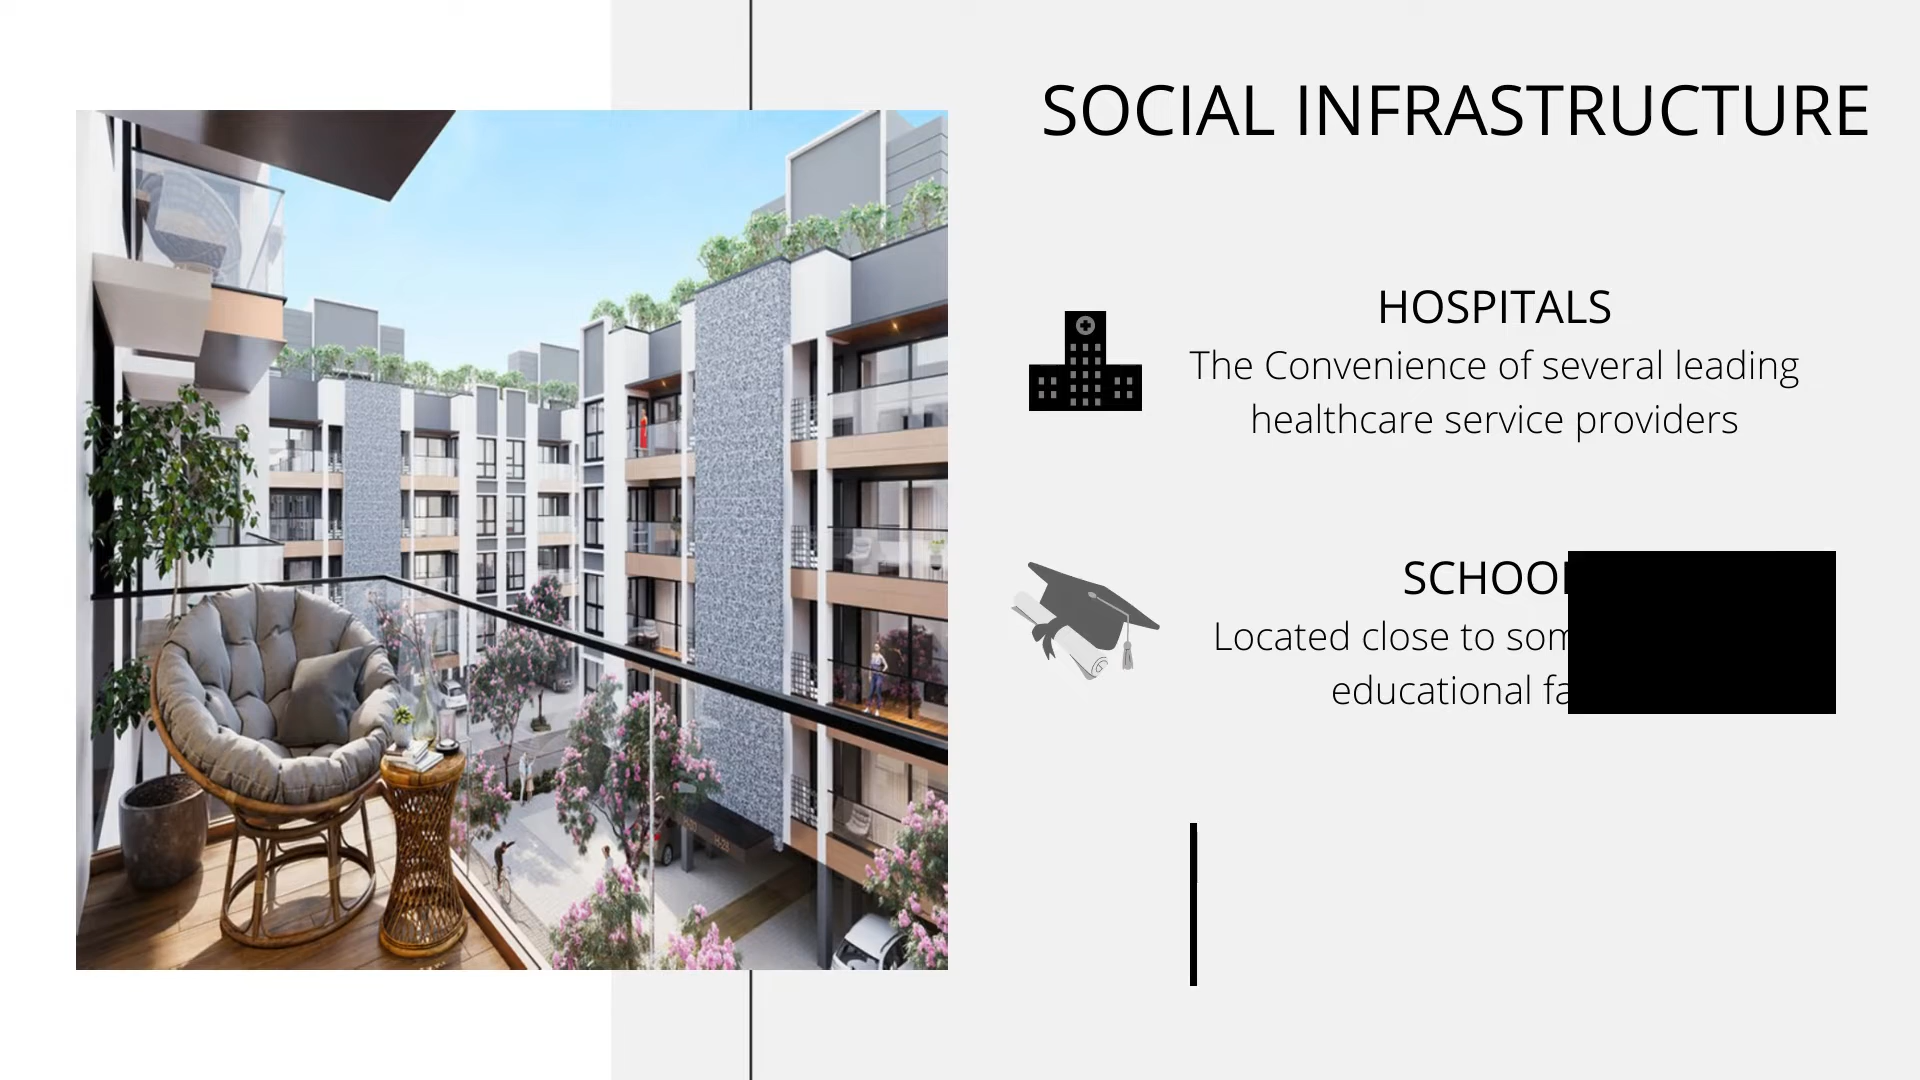 SOCIAL INFRASTRUCTURE
HOSPITALS
The Convenience of several leading
healthcare service providers
Located close to
educational